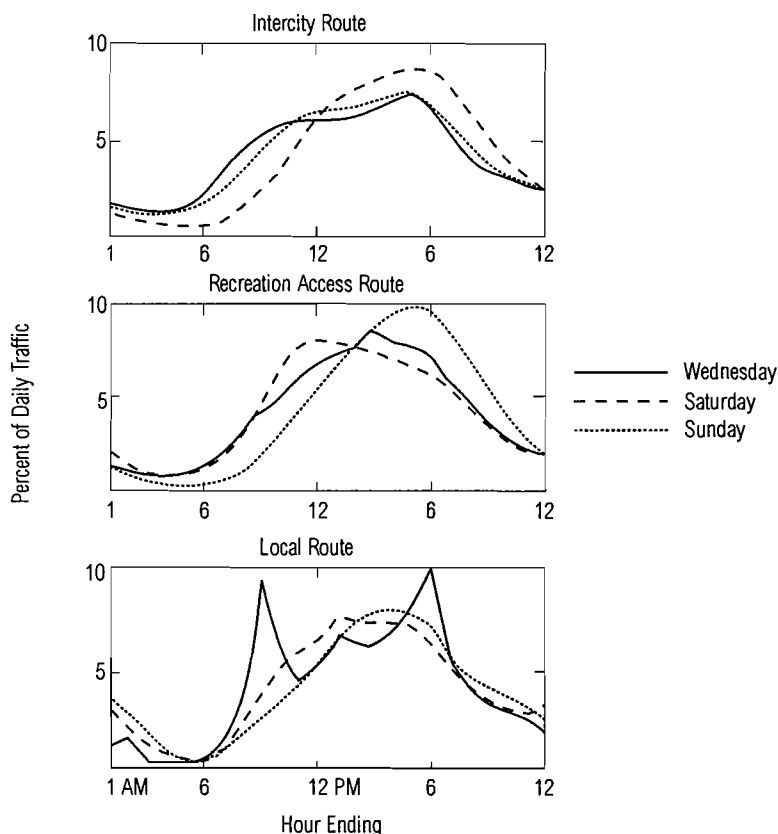 Intercity Route
10
5
1 6 12 6 12
Recreation Access Route
10
5
1 6 12 6 12
Percent of Daily Traffic
Wednesday
Saturday
Sunday
Local Route
10
5
1 AM 6 12 PM 6 12
Hour Ending